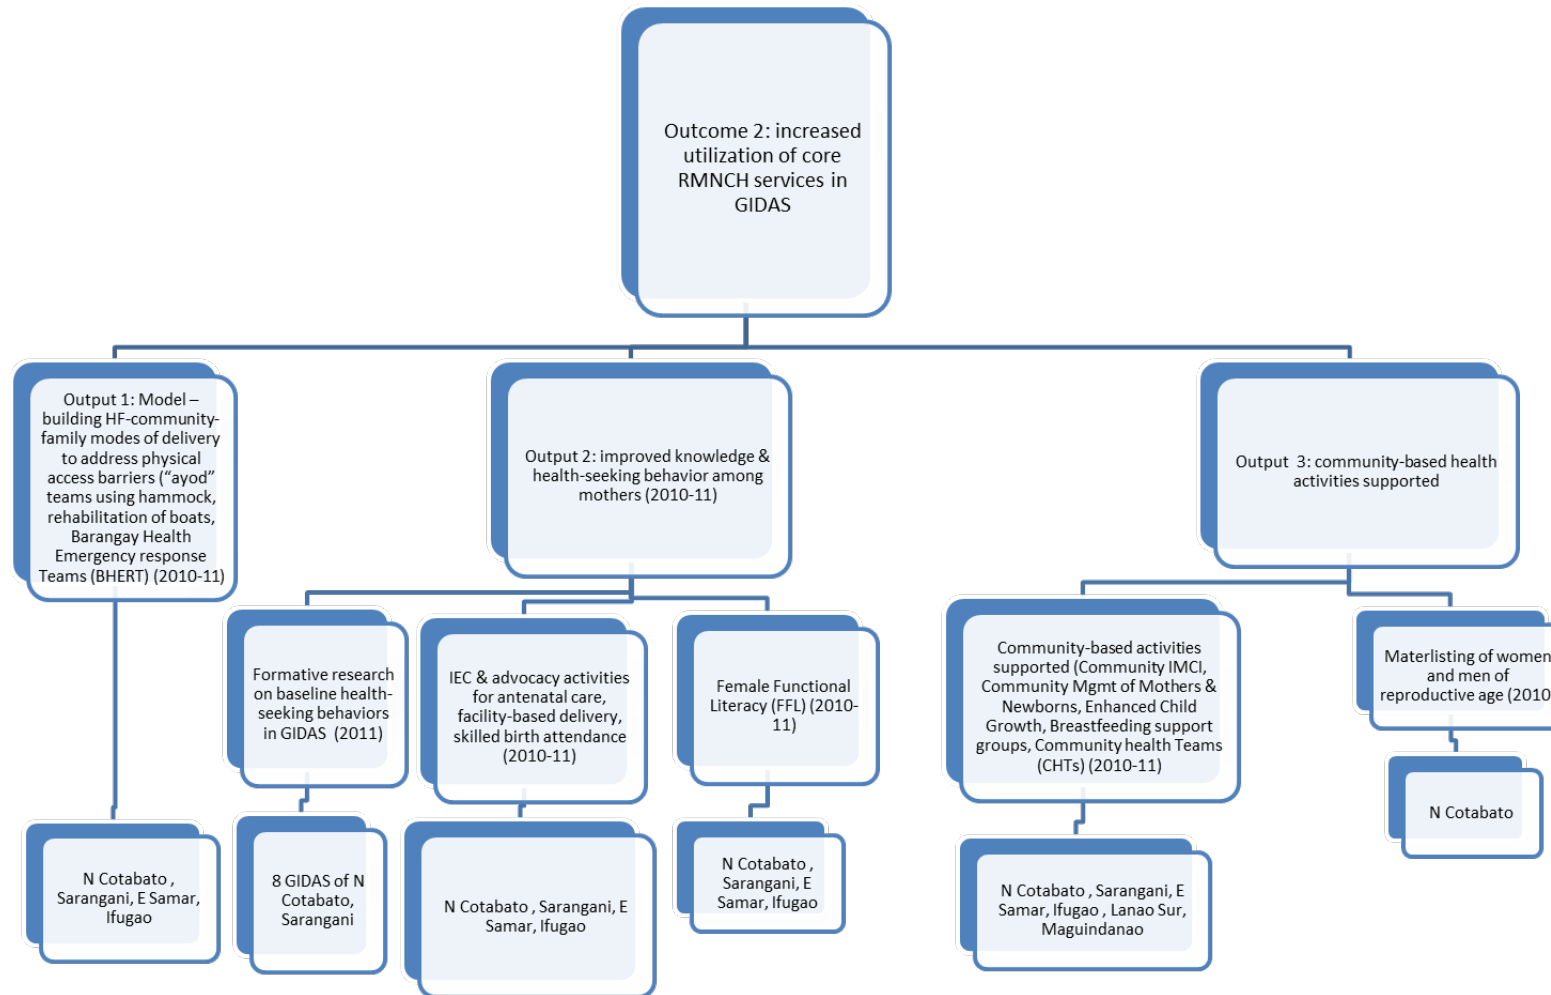 Outcome 2: increased
utilization of core
RMNCH services in
GIDAS
Output 1: Model –
building HF-community-
family modes of delivery
to address physical
access barriers (“ayod”
teams using hammock,
rehabilitation of boats,
Barangay Health
Emergency response
Teams (BHERT) (2010-11)
Output 2: improved knowledge &
health-seeking behavior among
mothers (2010-11)
Output  3: community-based health
activities supported
Formative research
on baseline health-
seeking behaviors
in GIDAS  (2011)
IEC & advocacy activities
for antenatal care,
facility-based delivery,
skilled birth attendance
(2010-11)
Female Functional
Literacy (FFL) (2010-
11)
Community-based activities
supported (Community IMCI,
Community Mgmt of Mothers &
Newborns, Enhanced Child
Growth, Breastfeeding support
groups, Community health Teams
(CHTs) (2010-11)
Materlisting of women
and men of
reproductive age (2010
N Cotabato ,
Sarangani, E Samar,
Ifugao
8 GIDAS of N
Cotabato,
Sarangani
N Cotabato , Sarangani, E
Samar, Ifugao
N Cotabato ,
Sarangani, E
Samar, Ifugao
N Cotabato , Sarangani, E
Samar, Ifugao , Lanao Sur,
Maguindanao
N Cotabato